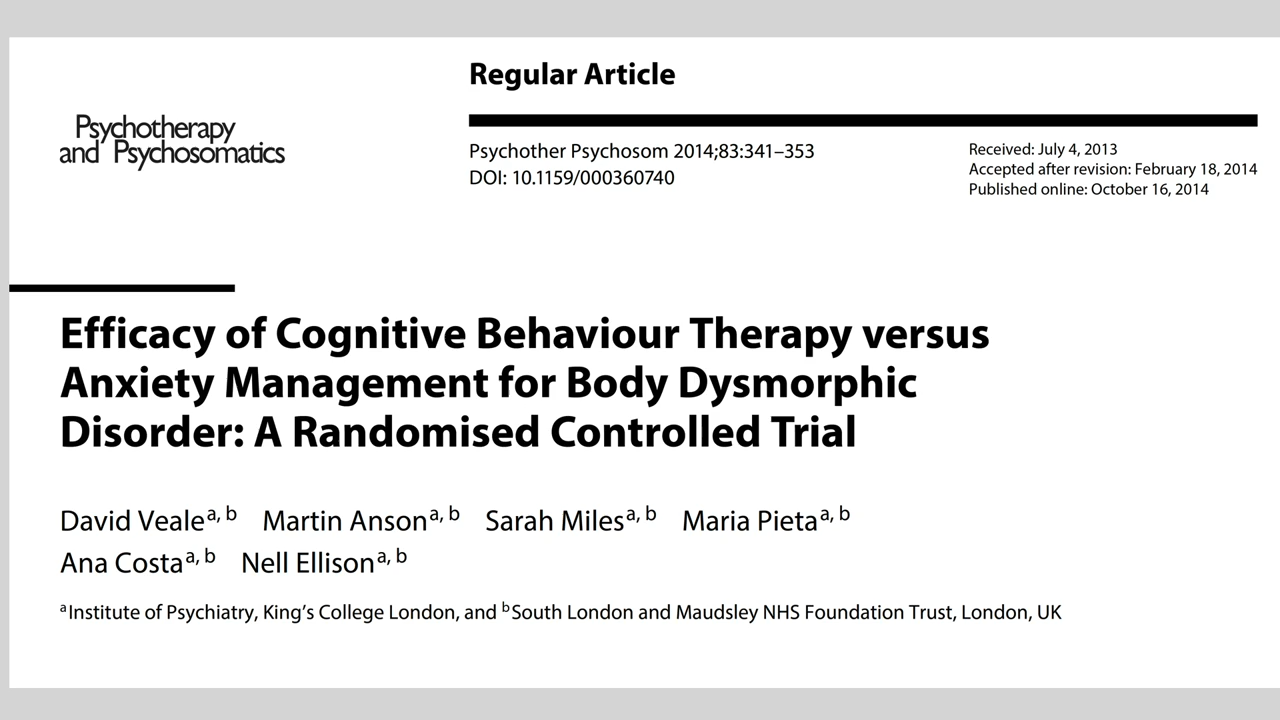 Regular Article
Psychotherapy
and Psychosomatics
Psychother Psychosom 2014;83:341–353
DOI: 10.1159/000360740
Received: July 4, 2013
Accepted after revision: February 18, 2014
Published online: October 16, 2014
Efficacy of Cognitive Behaviour Therapy versus
Anxiety Management for Body Dysmorphic
Disorder: A Randomised Controlled Trial
David Veale a, b Martin Anson a, b Sarah Miles a, b Maria Pieta a, b
Ana Costa a, b Nell Ellison a, b
a Institute of Psychiatry, King’s College London, and b South London and Maudsley NHS Foundation Trust, London, UK